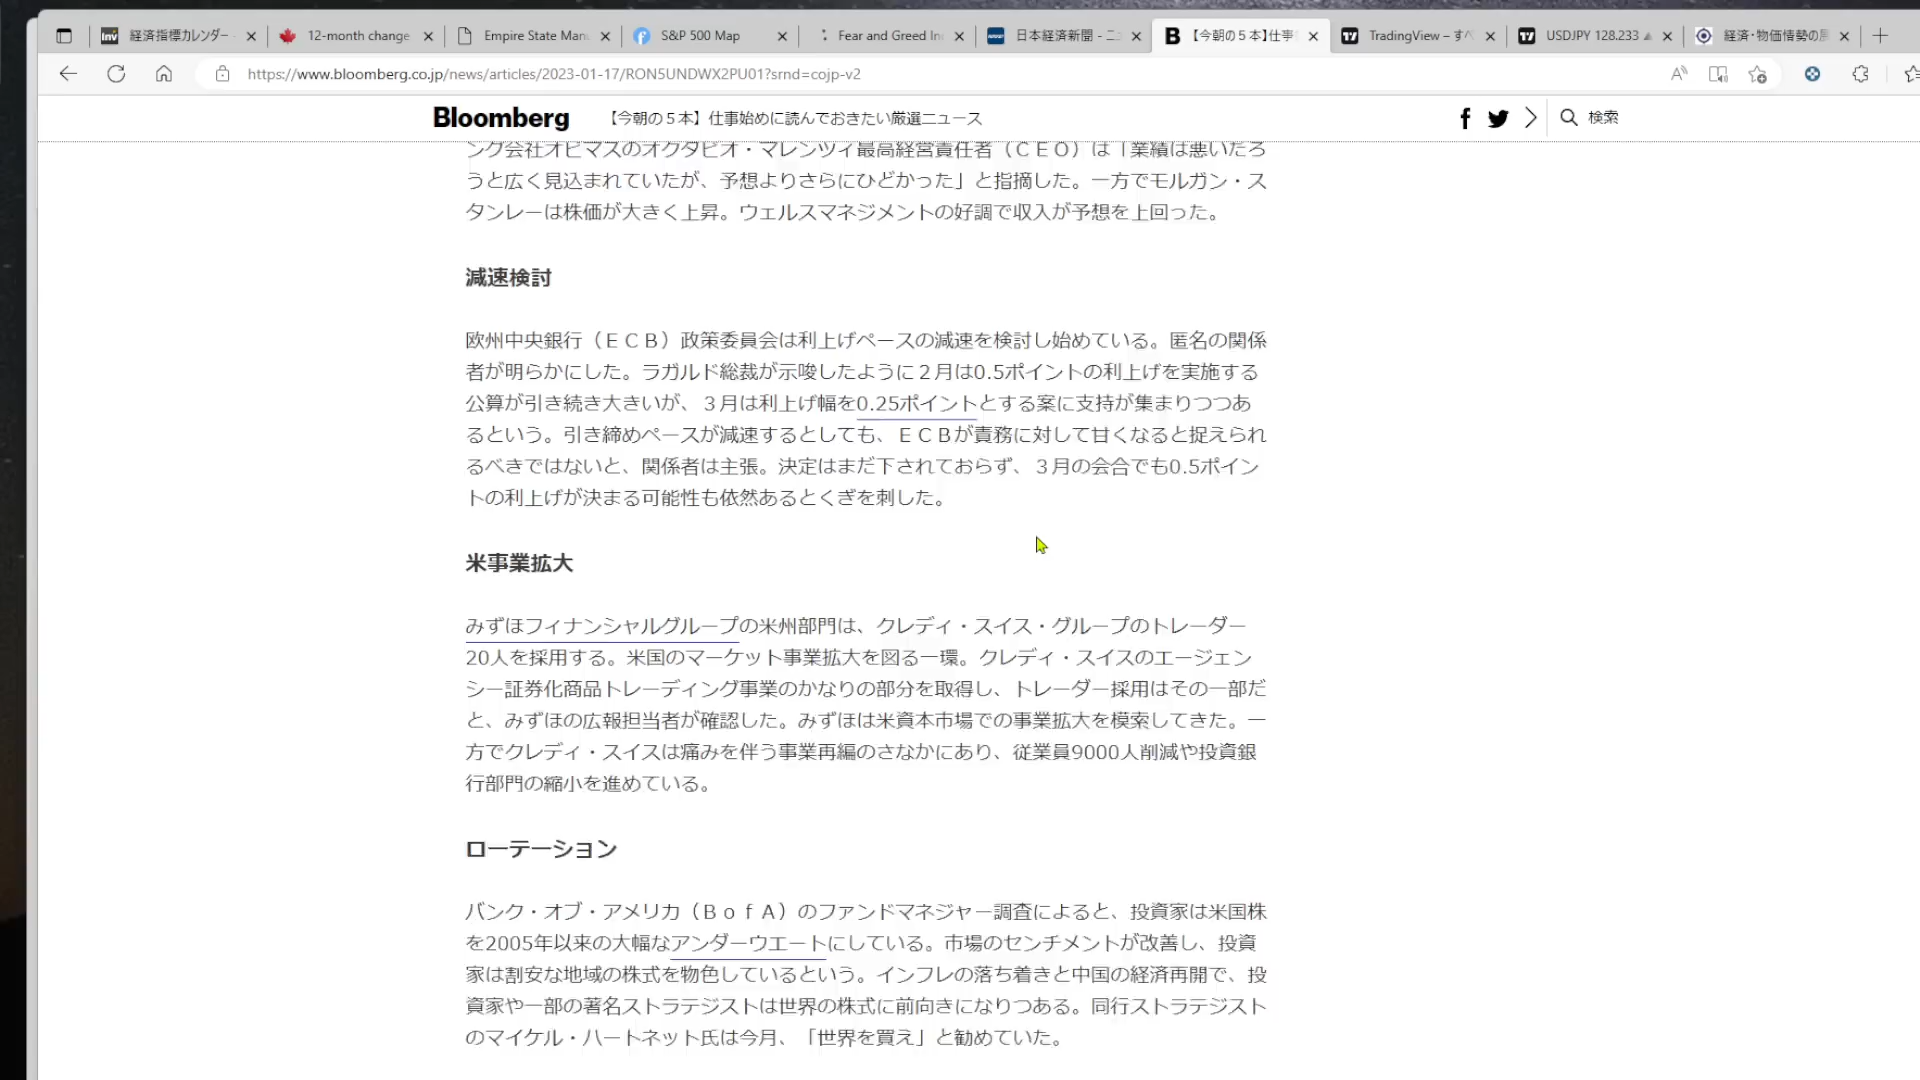 経済指標カレンダー
12-month change
Empire State Man
S&P 500 Map
Fear and Greed In
日本経済新聞 - ニ
【今朝の５本】仕事
TradingView – すべ
USDJPY 128.233 ▲
経済・物価情勢の展
https://www.bloomberg.co.jp/news/articles/2023-01-17/RON5UNDWX2PU01?srnd=cojp-v2
Bloomberg
【今朝の５本】仕事始めに読んでおきたい厳選ニュース
検索
ング会社オピマスのオクタビオ・マレンツィ最高経営責任者（ＣＥＯ）は「業績は悪いだろ
うと広く見込まれていたが、予想よりさらにひどかった」と指摘した。一方でモルガン・ス
タンレーは株価が大きく上昇。ウェルスマネジメントの好調で収入が予想を上回った。
減速検討
欧州中央銀行（ＥＣＢ）政策委員会は利上げペースの減速を検討し始めている。匿名の関係
者が明らかにした。ラガルド総裁が示唆したように２月は0.5ポイントの利上げを実施する
公算が引き続き大きいが、３月は利上げ幅を0.25ポイントとする案に支持が集まりつつあ
るという。引き締めペースが減速するとしても、ＥＣＢが責務に対して甘くなると捉えられ
るべきではないと、関係者は主張。決定はまだ下されておらず、３月の会合でも0.5ポイン
トの利上げが決まる可能性も依然あるとくぎを刺した。
米事業拡大
みずほフィナンシャルグループの米州部門は、クレディ・スイス・グループのトレーダー
20人を採用する。米国のマーケット事業拡大を図る一環。クレディ・スイスのエージェン
シー証券化商品トレーディング事業のかなりの部分を取得し、トレーダー採用はその一部だ
と、みずほの広報担当者が確認した。みずほは米資本市場での事業拡大を模索してきた。一
方でクレディ・スイスは痛みを伴う事業再編のさなかにあり、従業員9000人削減や投資銀
行部門の縮小を進めている。
ローテーション
バンク・オブ・アメリカ（ＢｏｆＡ）のファンドマネジャー調査によると、投資家は米国株
を2005年以来の大幅なアンダーウエートにしている。市場のセンチメントが改善し、投資
家は割安な地域の株式を物色しているという。インフレの落ち着きと中国の経済再開で、投
資家や一部の著名ストラテジストは世界の株式に前向きになりつある。同行ストラテジスト
のマイケル・ハートネット氏は今月、「世界を買え」と勧めていた。